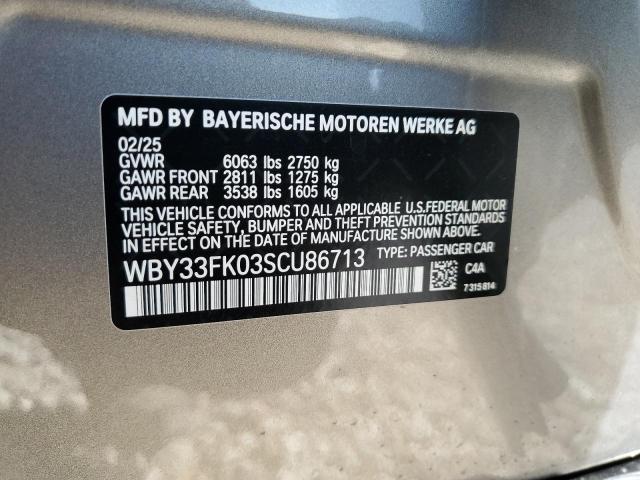 MFD BY BAYERISCHE MOTOREN WERKE AG
02/25
GVWR 6063 lbs 2750 kg
GAWR FRONT 2811 lbs 1275 kg
GAWR REAR 3538 lbs 1605 kg
THIS VEHICLE CONFORMS TO ALL APPLICABLE U.S.FEDERAL MOTOR
VEHICLE SAFETY, BUMPER AND THEFT PREVENTION STANDARDS
IN EFFECT ON THE DATE OF MANUFACTURE SHOWN ABOVE.
WBY33FK03SCU86713 TYPE: PASSENGER CAR
C4A
7315814